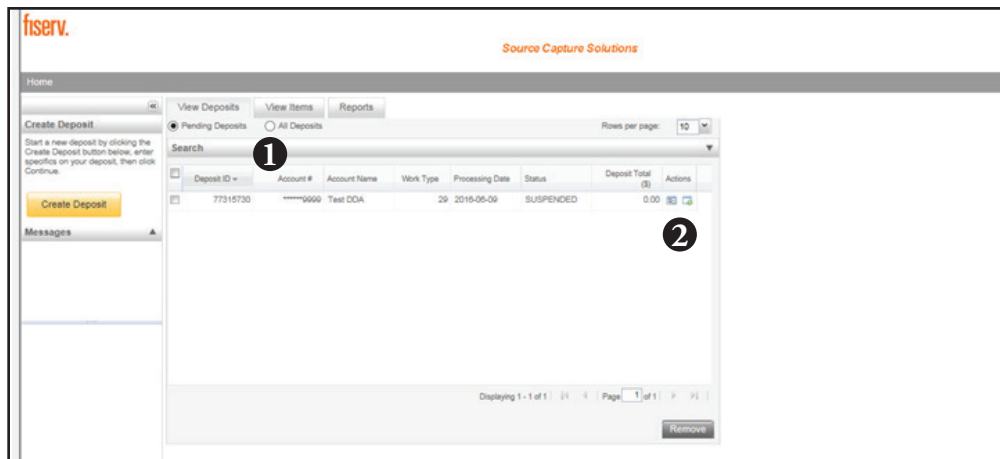 fiserv.
Source Capture Solutions
Home
View Deposits View Items Reports
Create Deposit
Pending Deposits All Deposits Rows per page: 10
Start a new deposit by clicking the
Create Deposit button below, enter
specifics on your deposit, then click
Continue.
Search
1
Deposit ID Account # Account Name Work Type Processing Date Status Deposit Total
($) Actions
77315730 ******9999 Test DDA 29 2016-06-09 SUSPENDED 0.00
Create Deposit
Messages
2
Displaying 1 - 1 of 1 Page 1 of 1
Remove